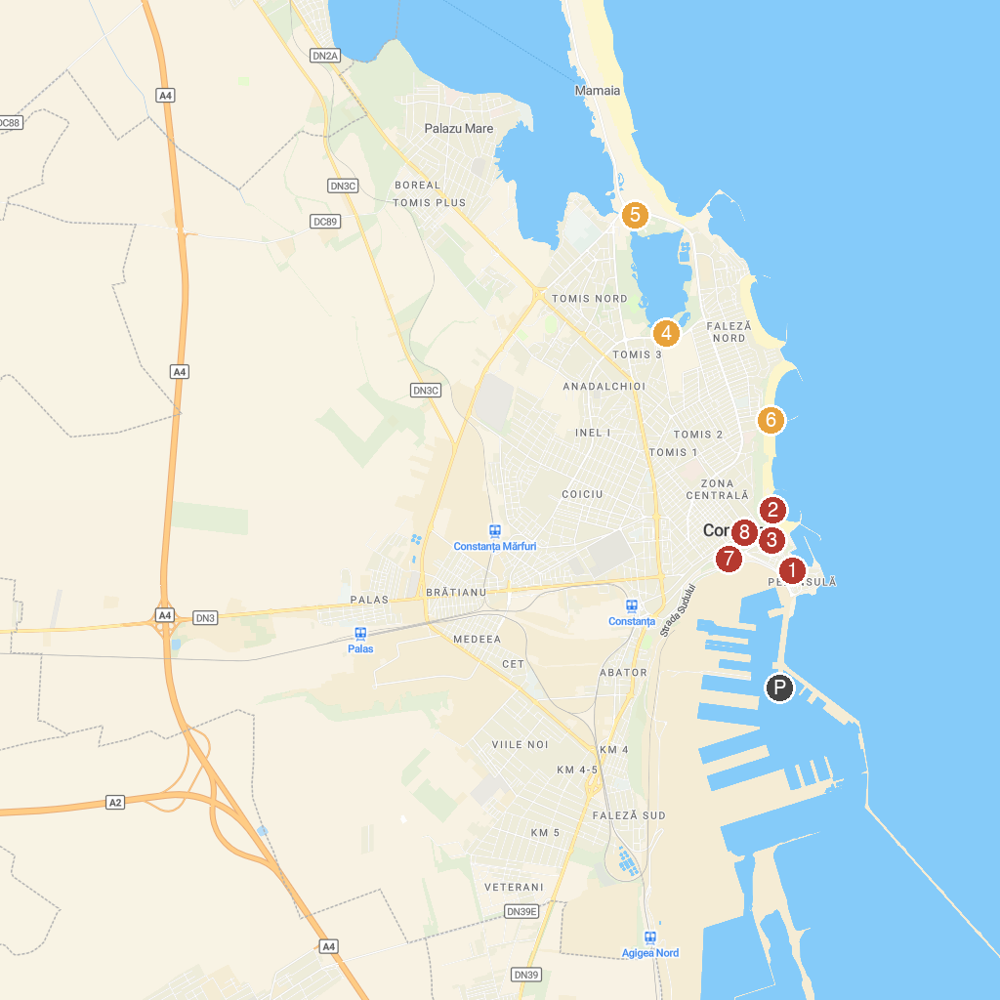 DN2A
Mamaia
A4
DC88
Palazu Mare
DN3C
BOREAL
TOMIS PLUS
5
DC89
TOMIS NORD
FALEZĂ
NORD
4
TOMIS 3
A4
ANADALCHIOI
DN3C
6
INEL I
TOMIS 2
TOMIS 1
ZONA
CENTRALĂ
COICIU
2
8
3
Constanța Mărfuri
7
1
PALAS
BRĂTIANU
Strada Sudului
A4
DN3
Constanța
Palas
MEDEEA
CET
ABATOR
P
VIILE NOI
KM 4
KM 4-5
A2
FALEZĂ SUD
KM 5
VETERANI
DN39E
A4
Agigea Nord
DN39